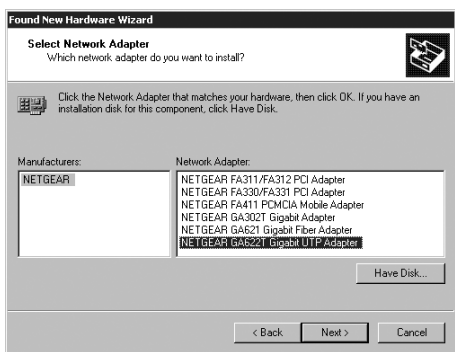 Found New Hardware Wizard
Select Network Adapter
Which network adapter do you want to install?
Click the Network Adapter that matches your hardware, then click OK. If you have an
installation disk for this component, click Have Disk.
Manufacturers:
NETGEAR
Network Adapter:
NETGEAR FA311/FA312 PCI Adapter
NETGEAR FA330/FA331 PCI Adapter
NETGEAR FA411 PCMCIA Mobile Adapter
NETGEAR GA302T Gigabit Adapter
NETGEAR GA621 Gigabit Fiber Adapter
NETGEAR GA622T Gigabit UTP Adapter
Have Disk...
< Back
Next >
Cancel